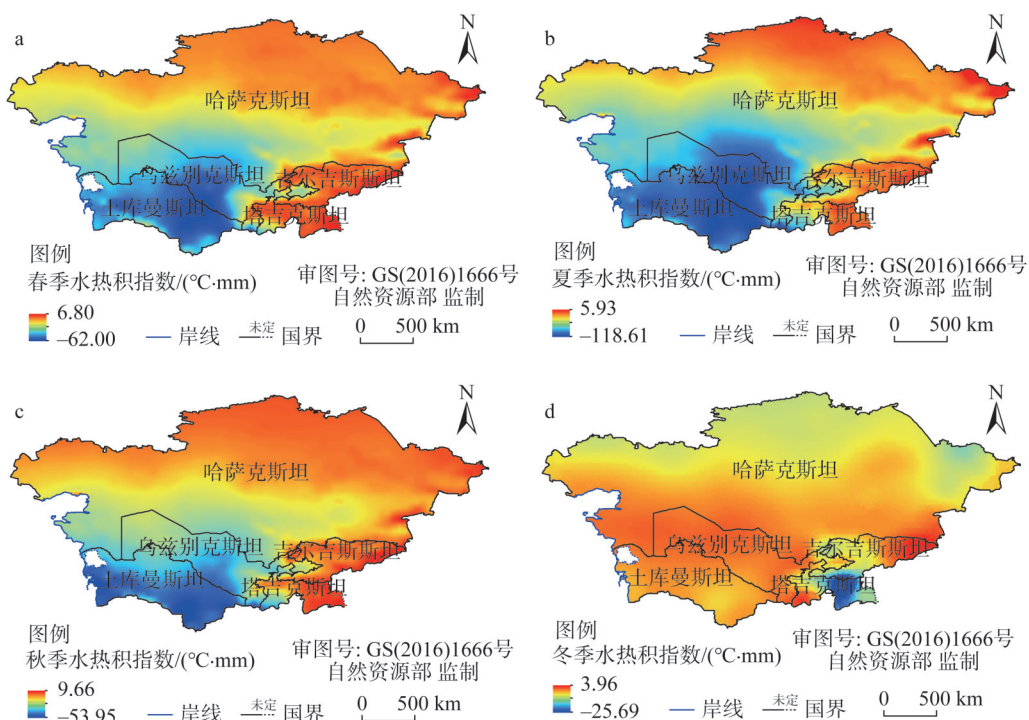 a
N
哈萨克斯坦
乌兹别克斯坦
吉尔吉斯斯坦
土库曼斯坦
塔吉克斯坦
图例
春季水热积指数/(℃·mm)
6.80
–62.00
岸线
未定
国界
审图号: GS(2016)1666号
自然资源部 监制
0 500 km
b
N
哈萨克斯坦
乌兹别克斯坦
吉尔吉斯斯坦
土库曼斯坦
塔吉克斯坦
图例
夏季水热积指数/(℃·mm)
5.93
–118.61
岸线
未定
国界
审图号: GS(2016)1666号
自然资源部 监制
0 500 km
c
N
哈萨克斯坦
乌兹别克斯坦
吉尔吉斯斯坦
土库曼斯坦
塔吉克斯坦
图例
秋季水热积指数/(℃·mm)
9.66
–53.95
岸线
未定
国界
审图号: GS(2016)1666号
自然资源部 监制
0 500 km
d
N
哈萨克斯坦
乌兹别克斯坦
吉尔吉斯斯坦
土库曼斯坦
塔吉克斯坦
图例
冬季水热积指数/(℃·mm)
3.96
–25.69
岸线
未定
国界
审图号: GS(2016)1666号
自然资源部 监制
0 500 km